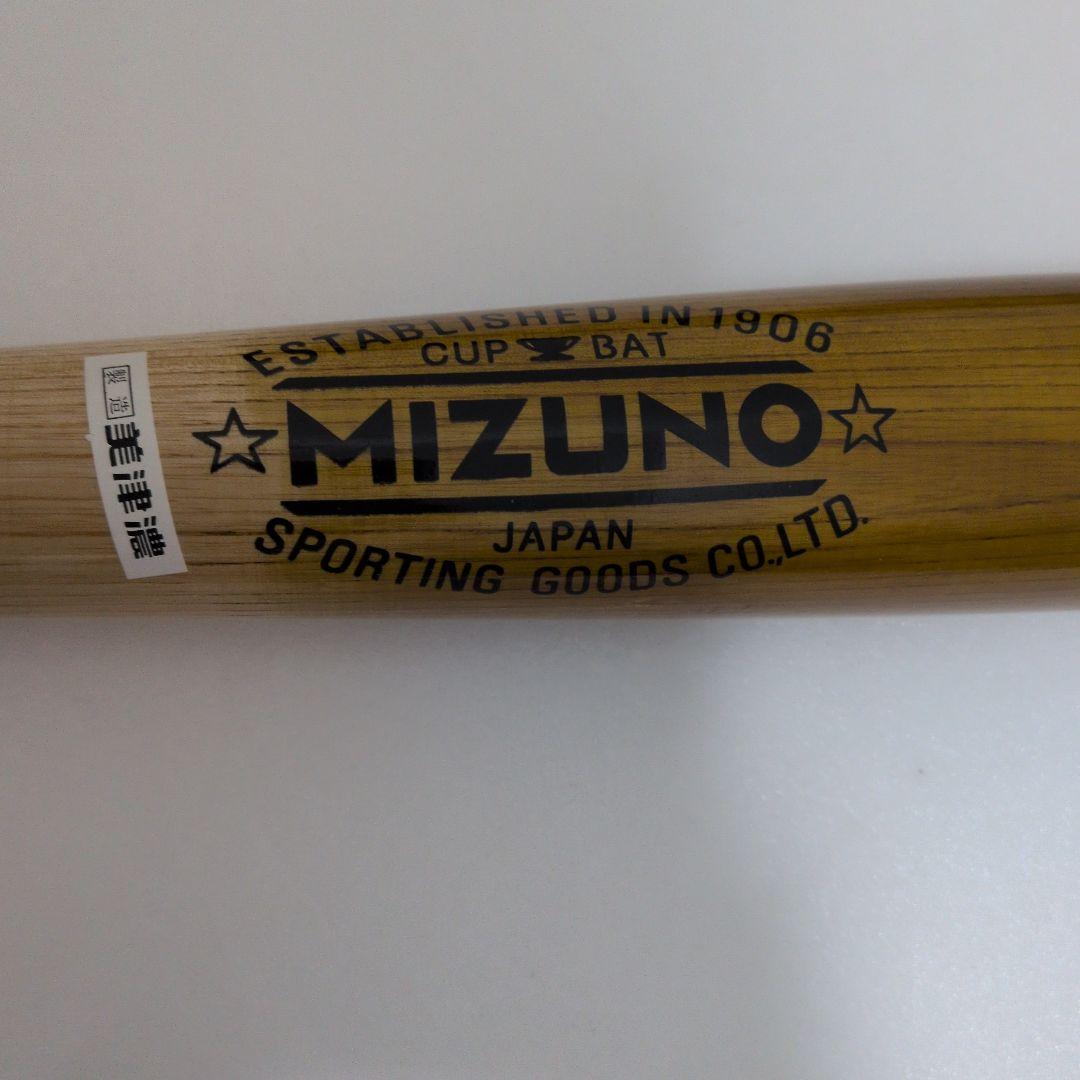 ESTABLISHED IN 1906
CUP BAT
MIZUNO
JAPAN
SPORTING GOODS CO.,LTD.
製造
美津濃